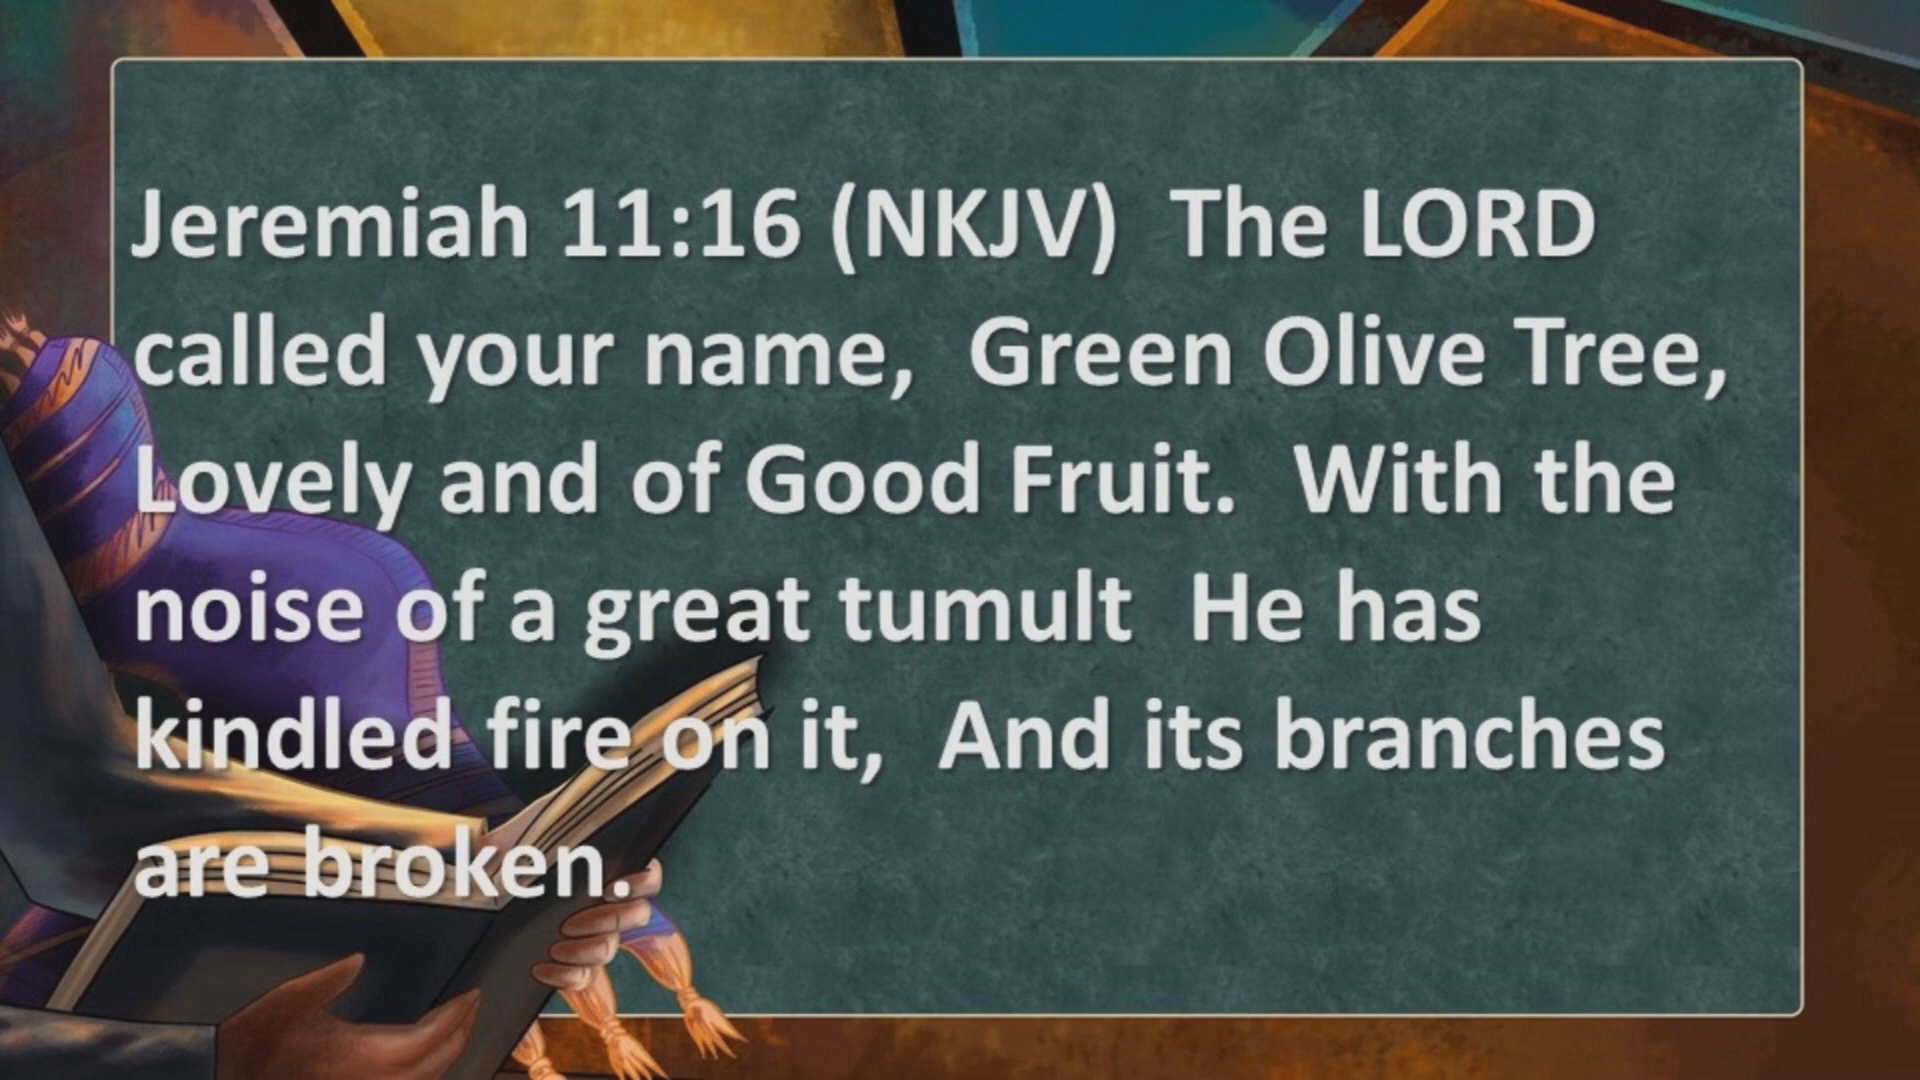 Jeremiah 11:16 (NKJV)  The LORD
called your name,  Green Olive Tree,
Lovely and of Good Fruit.  With the
noise of a great tumult  He has
kindled fire on it,  And its branches
are broken.